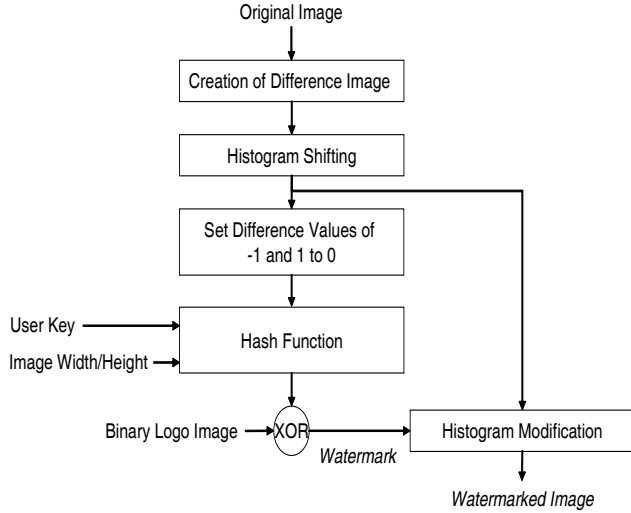 Original Image
Creation of Difference Image
Histogram Shifting
Set Difference Values of
-1 and 1 to 0
User Key
Hash Function
Image Width/Height
Binary Logo Image
XOR
Watermark
Histogram Modification
Watermarked Image